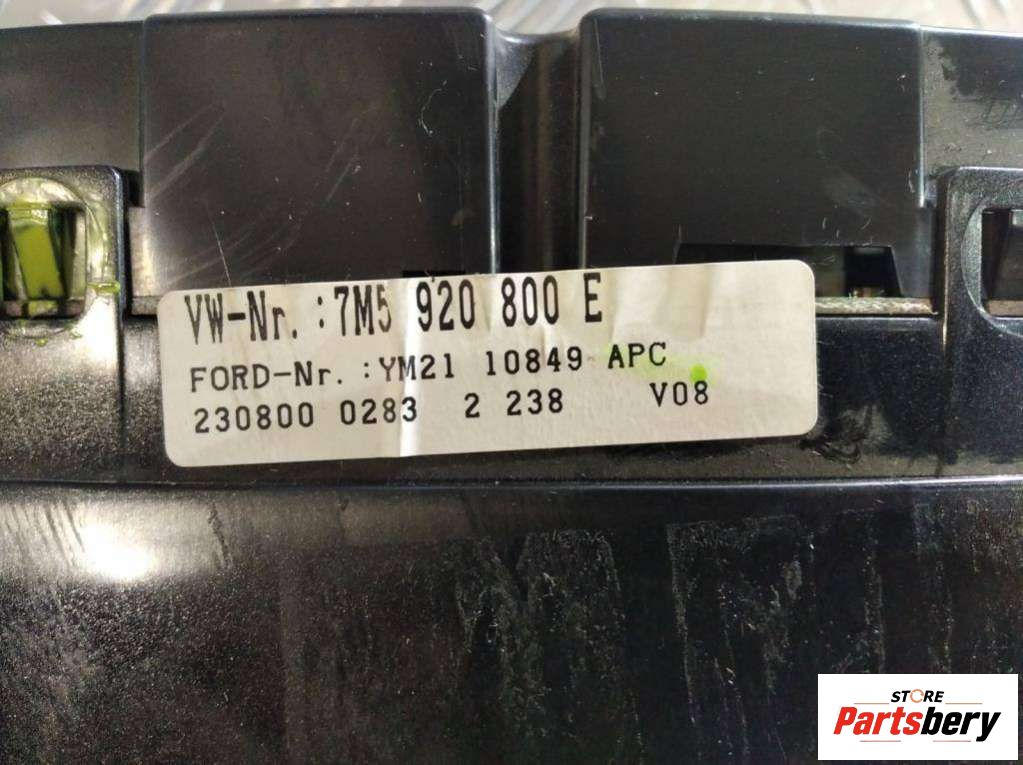 VW-Nr. :7M5 920 800 E
FORD-Nr. :YM21 10849 APC
230800 0283 2 238 V08
STORE
Partsbery